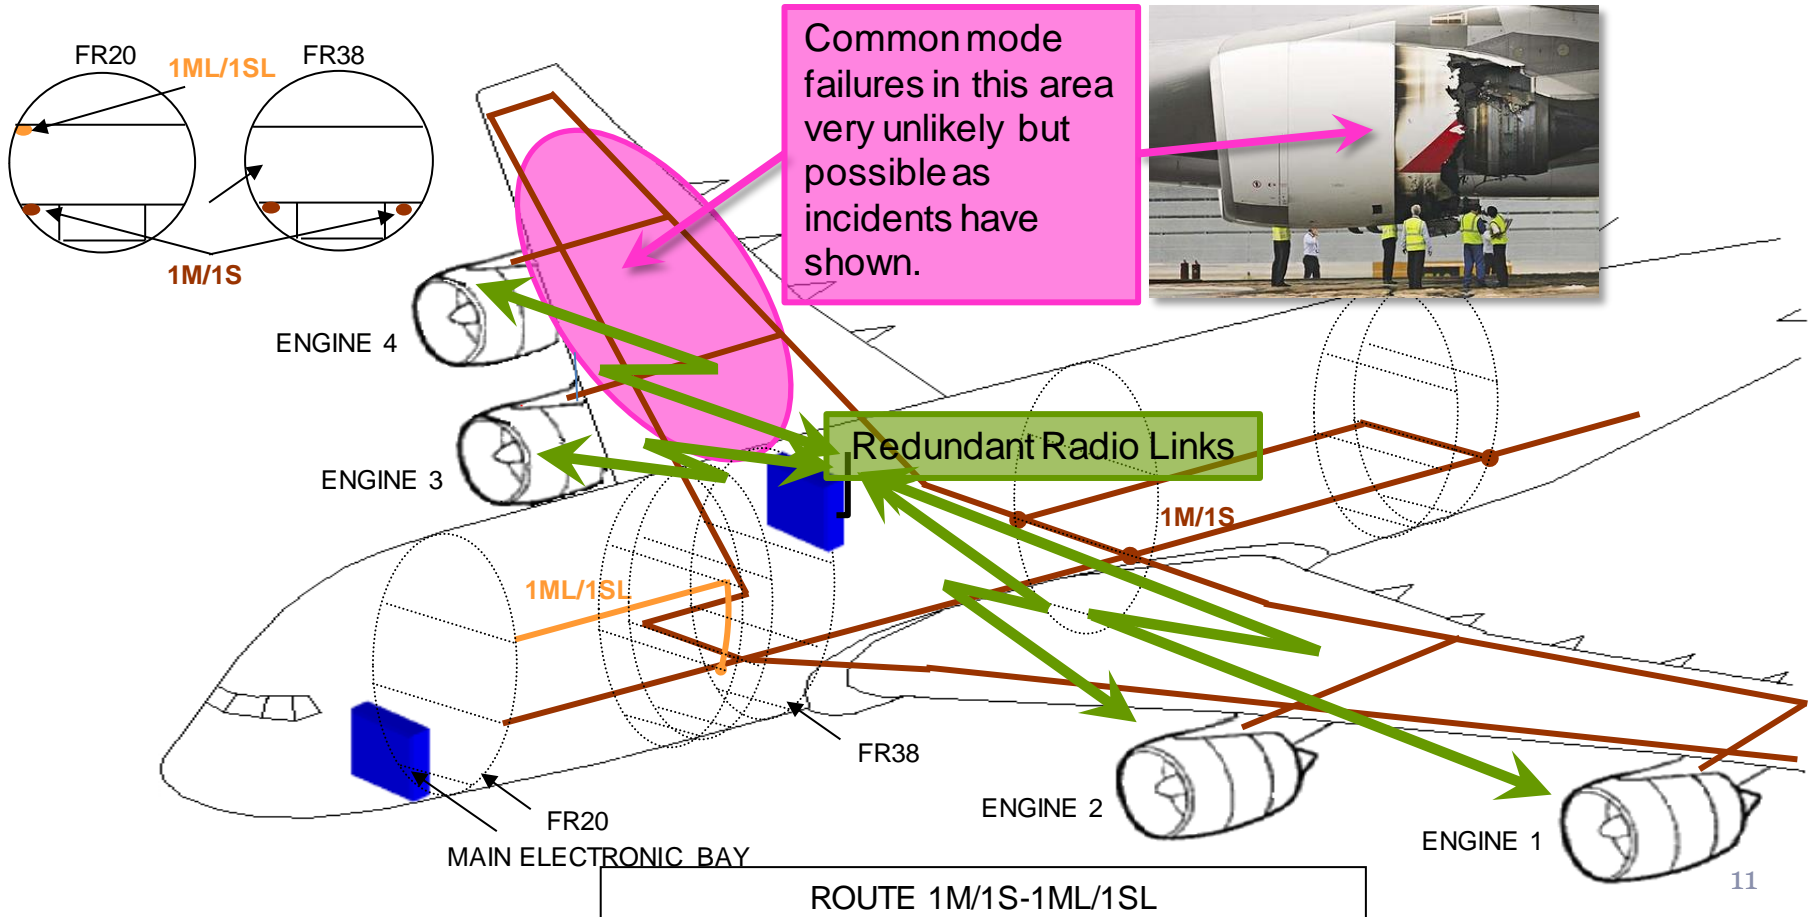 FR20
1ML/1SL
FR38
1M/1S
Common mode
failures in this area
very unlikely but
possible as
incidents have
shown.
ENGINE 4
ENGINE 3
Redundant Radio Links
1M/1S
1ML/1SL
FR38
FR20
MAIN ELECTRONIC BAY
ENGINE 2
ENGINE 1
ROUTE 1M/1S-1ML/1SL
11